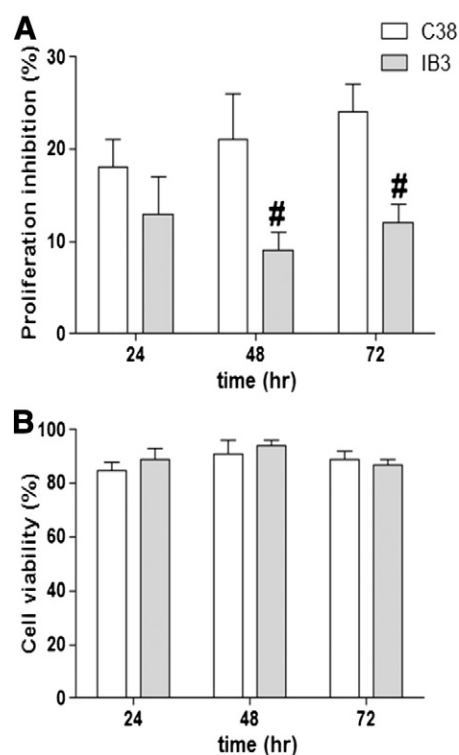 A
C38
IB3
Proliferation inhibition (%)
30
20
10
0
#
#
24 48 72
time (hr)
B
Cell viability (%)
100
80
60
40
20
0
24 48 72
time (hr)